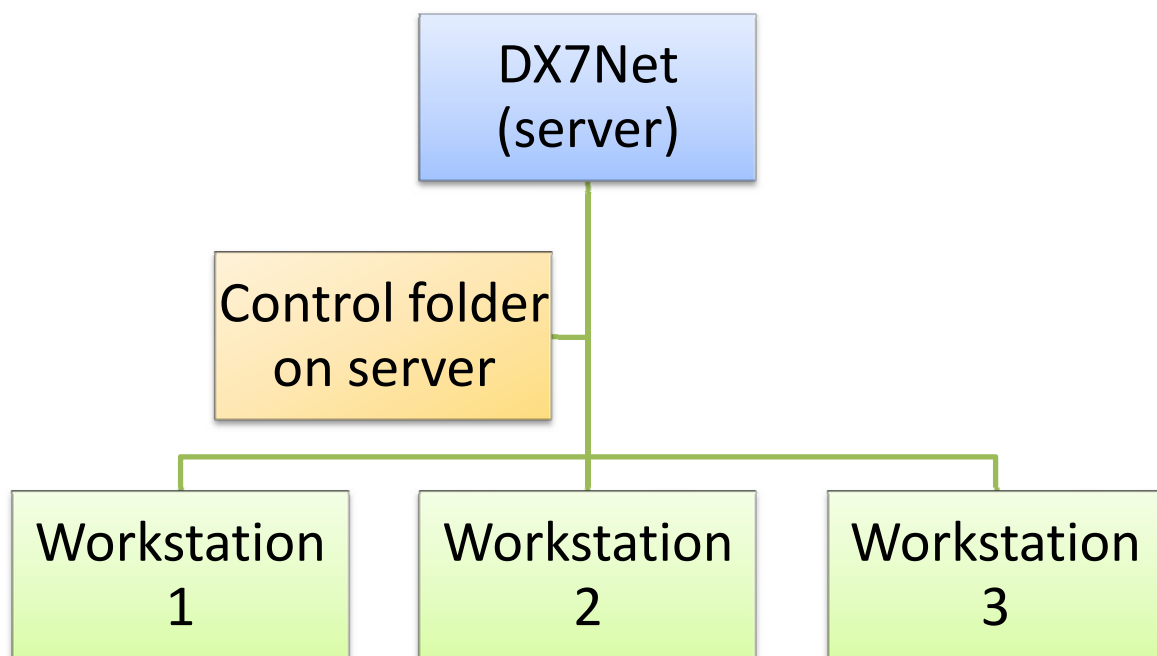 DX7Net
(server)
Control folder
on server
Workstation
1
Workstation
2
Workstation
3